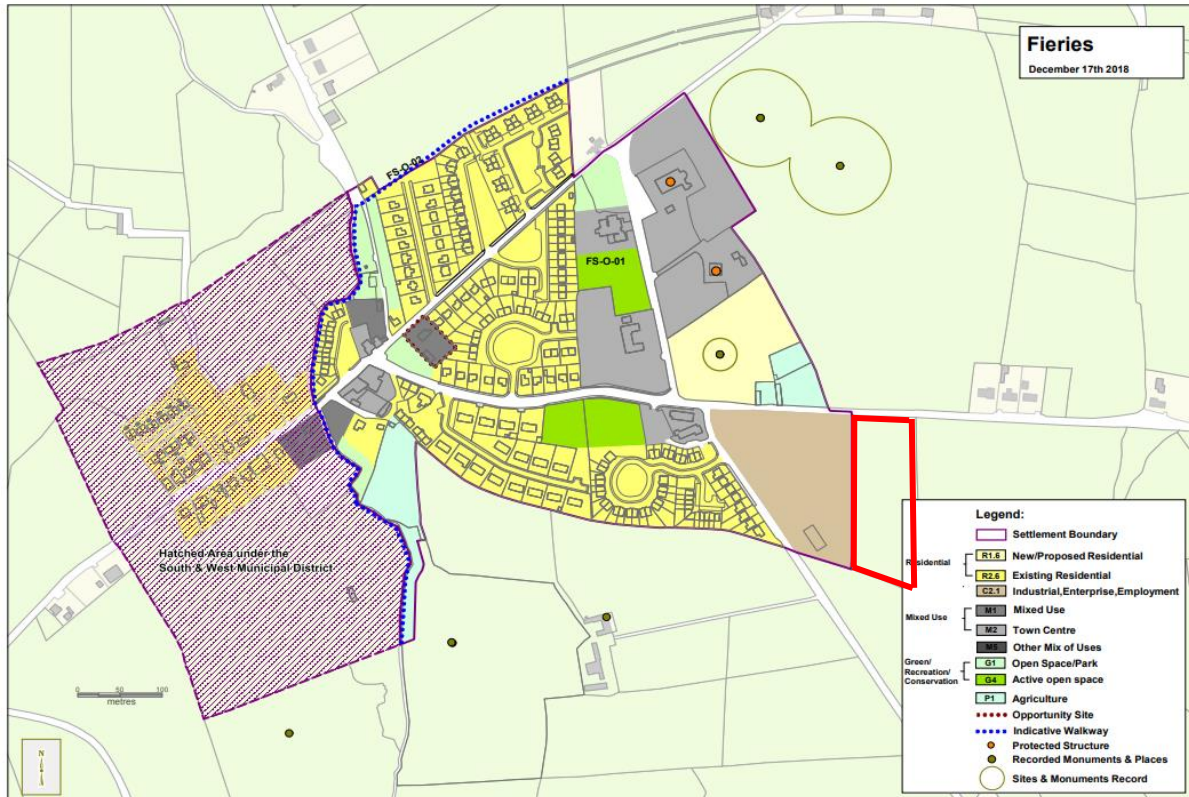 Fieries
December 17th 2018
FS-O-02
FS-O-01
Hatched Area under the
South & West Municipal District
0 50 100
metres
N
Legend:
Settlement Boundary
Residential
R1.6 New/Proposed Residential
R2.6 Existing Residential
C2.1 Industrial,Enterprise,Employment
Mixed Use
M1 Mixed Use
M2 Town Centre
M5 Other Mix of Uses
Green/
Recreation/
Conservation
G1 Open Space/Park
G4 Active open space
P1 Agriculture
Opportunity Site
Indicative Walkway
Protected Structure
Recorded Monuments & Places
Sites & Monuments Record